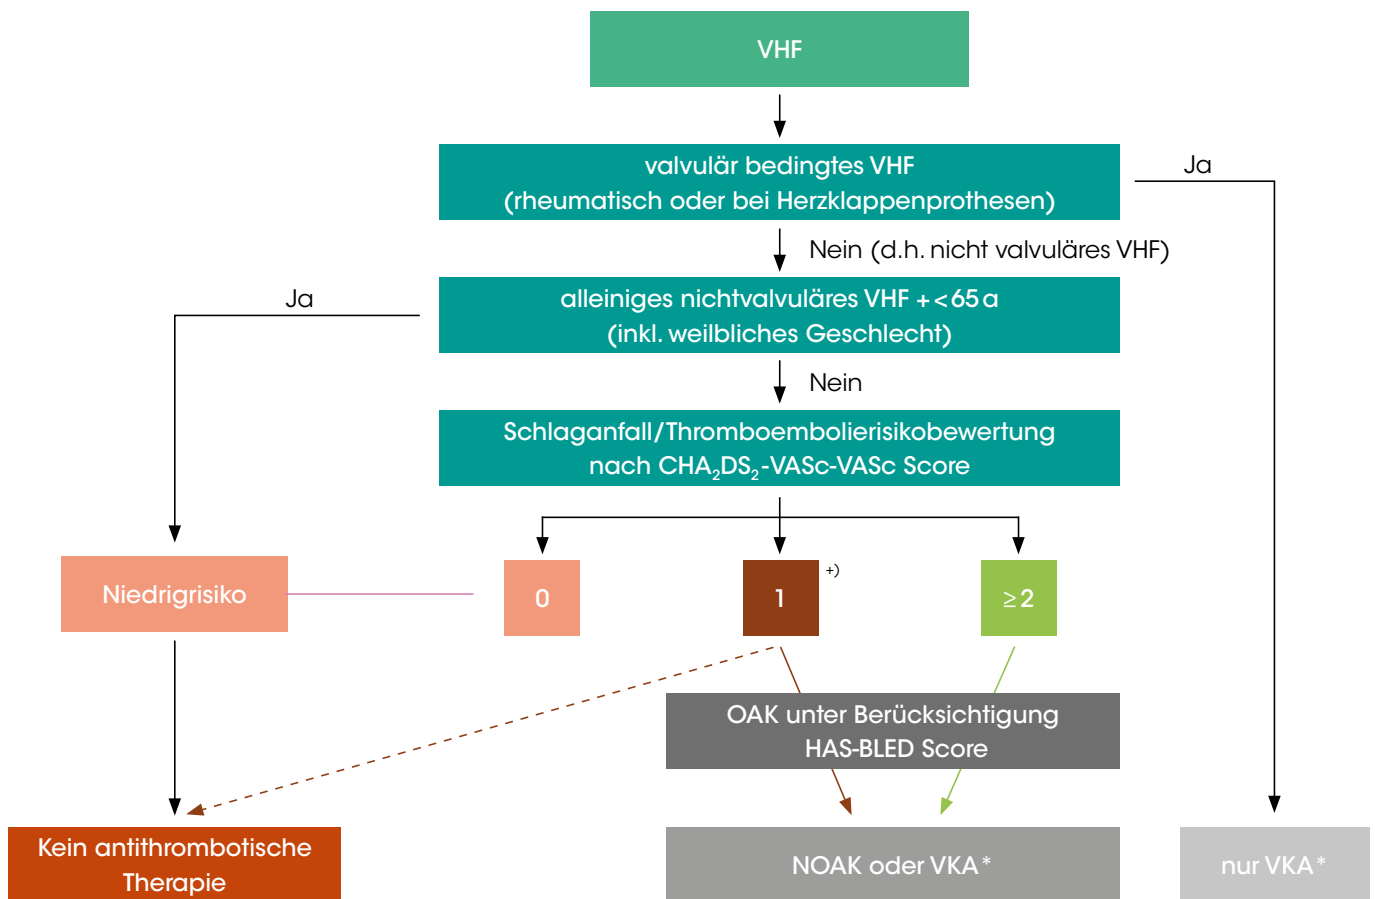 VHF
valvulär bedingtes VHF
(rheumatisch oder bei Herzklappenprothesen)
Ja
Nein (d.h. nicht valvuläres VHF)
Ja
alleiniges nichtvalvuläres VHF + < 65 a
(inkl. weilbliches Geschlecht)
Nein
Schlaganfall/Thromboembolierisikobewertung
nach CHA₂DS₂-VASc-VASc Score
Niedrigrisiko
0
1
+)
≥ 2
OAK unter Berücksichtigung
HAS-BLED Score
Kein antithrombotische
Therapie
NOAK oder VKA*
nur VKA*